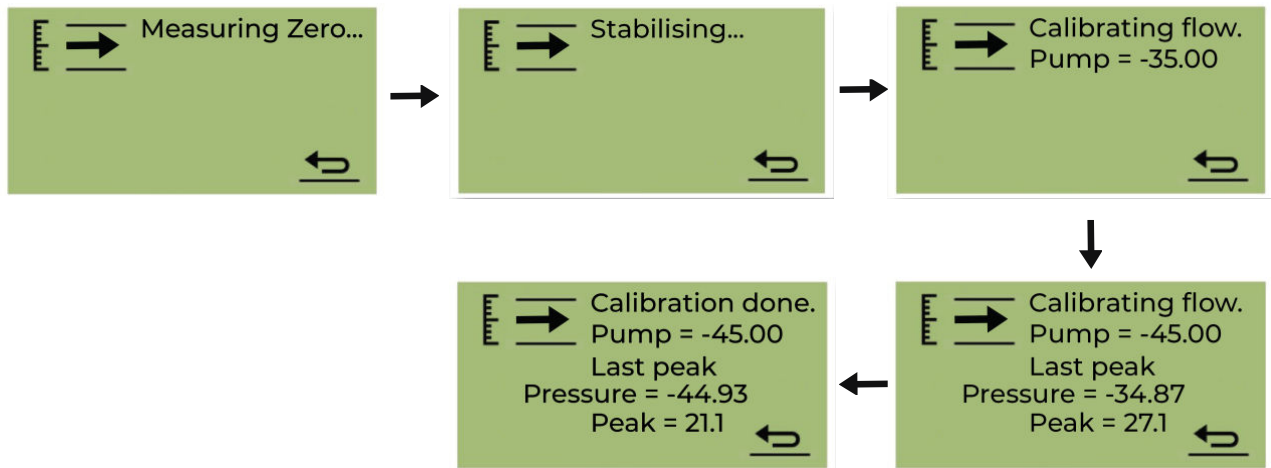 Measuring Zero...
Stabilising...
Calibrating flow.
Pump = -35.00
Calibrating flow.
Pump = -45.00
Last peak
Pressure = -34.87
Peak = 27.1
Calibration done.
Pump = -45.00
Last peak
Pressure = -44.93
Peak = 21.1